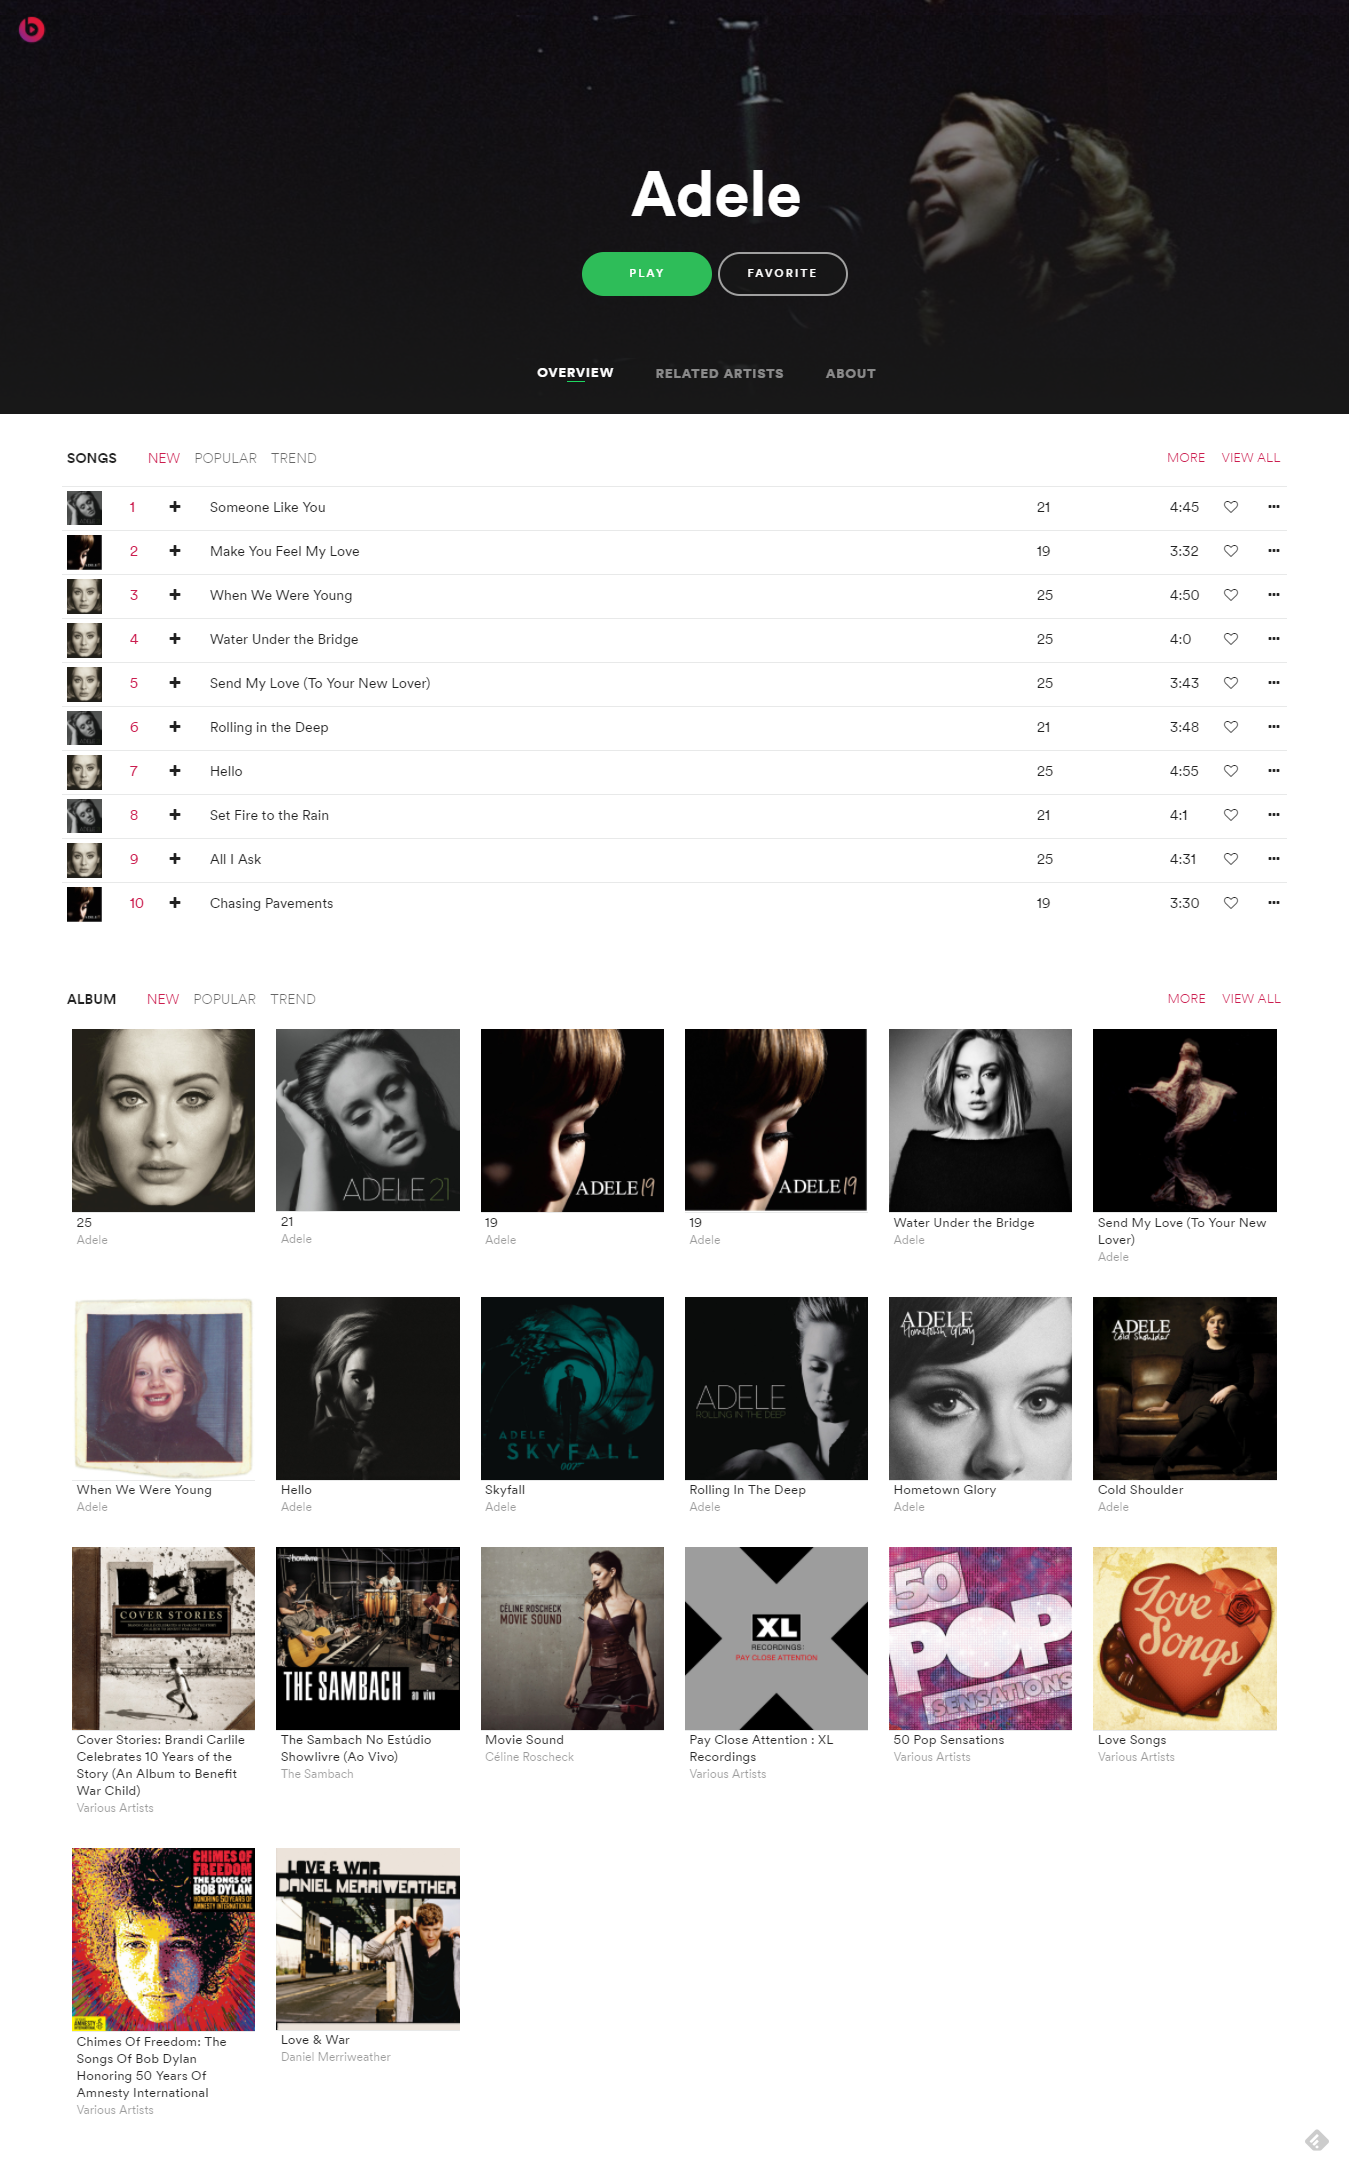 Adele
PLAY FAVORITE
OVERVIEW RELATED ARTISTS ABOUT
SONGS NEW POPULAR TREND MORE VIEW ALL
1 Someone Like You 21 4:45
2 Make You Feel My Love 19 3:32
3 When We Were Young 25 4:50
4 Water Under the Bridge 25 4:0
5 Send My Love (To Your New Lover) 25 3:43
6 Rolling in the Deep 21 3:48
7 Hello 25 4:55
8 Set Fire to the Rain 21 4:1
9 All I Ask 25 4:31
10 Chasing Pavements 19 3:30
ALBUM NEW POPULAR TREND MORE VIEW ALL
ADELE 21
ADELE 19
ADELE 19
25
Adele
21
Adele
19
Adele
19
Adele
Water Under the Bridge
Adele
Send My Love (To Your New
Lover)
Adele
ADELE
SKYFALL
007
ADELE
ROLLING IN THE DEEP
ADELE
Hometown Glory
ADELE
Cold Shoulder
When We Were Young
Adele
Hello
Adele
Skyfall
Adele
Rolling In The Deep
Adele
Hometown Glory
Adele
Cold Shoulder
Adele
COVER STORIES
showlivre
THE SAMBACH
ao vivo
CÉLINE ROSCHECK
MOVIE SOUND
XL
RECORDINGS:
PAY CLOSE ATTENTION
50
POP
SENSATIONS
Love
Songs
Cover Stories: Brandi Carlile
Celebrates 10 Years of the
Story (An Album to Benefit
War Child)
Various Artists
The Sambach No Estúdio
Showlivre (Ao Vivo)
The Sambach
Movie Sound
Céline Roscheck
Pay Close Attention : XL
Recordings
Various Artists
50 Pop Sensations
Various Artists
Love Songs
Various Artists
CHIMES OF
FREEDOM
THE SONGS OF
BOB DYLAN
HONORING 50 YEARS OF
AMNESTY INTERNATIONAL
LOVE & WAR
DANIEL MERRIWEATHER
Chimes Of Freedom: The
Songs Of Bob Dylan
Honoring 50 Years Of
Amnesty International
Various Artists
Love & War
Daniel Merriweather